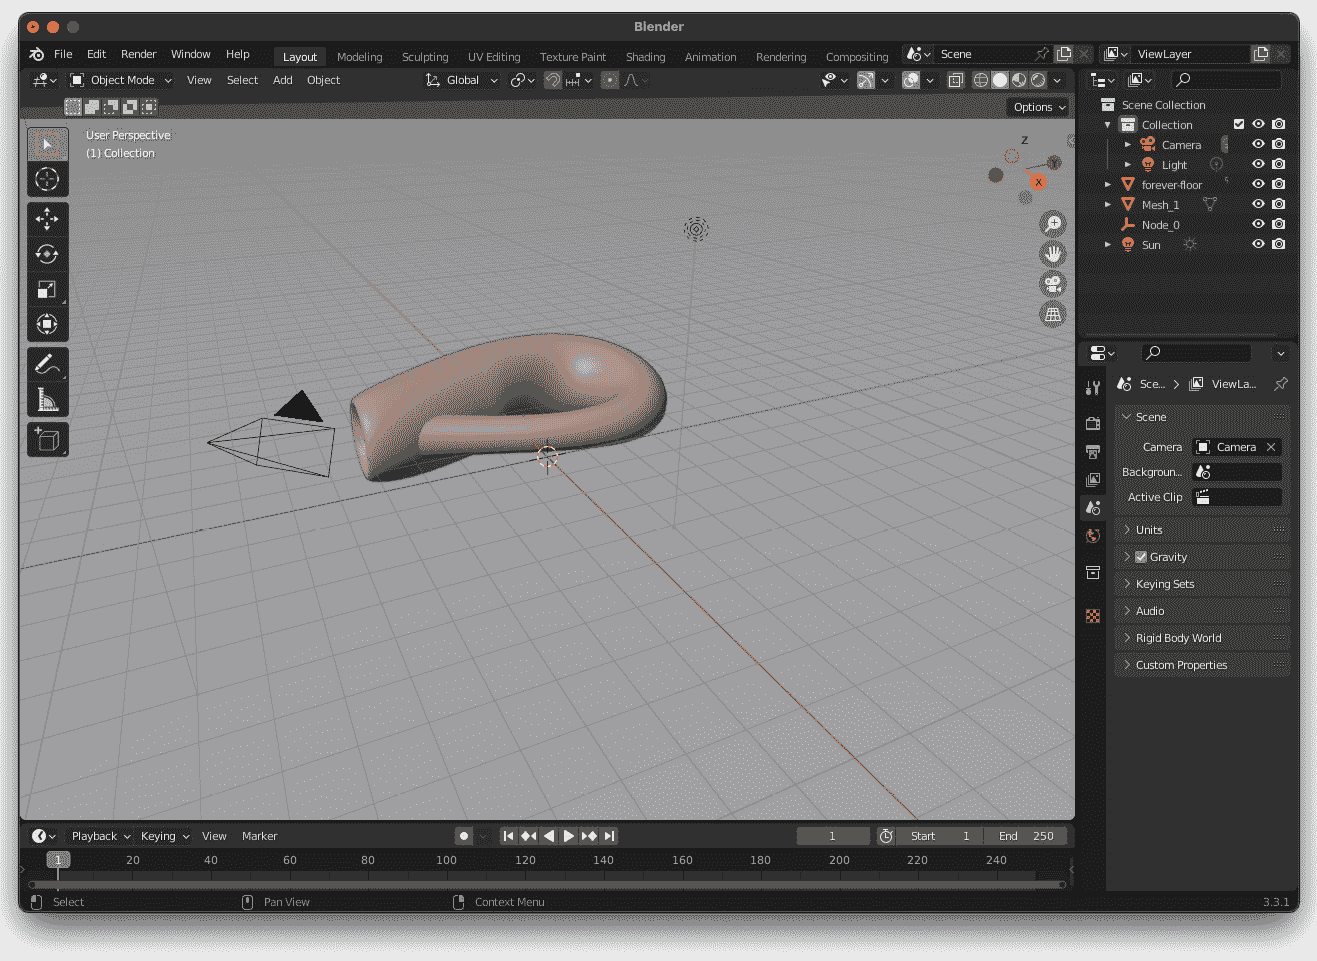 Blender
File Edit Render Window Help Layout Modeling Sculpting UV Editing Texture Paint Shading Animation Rendering Compositing Scene ViewLayer
Object Mode View Select Add Object Global
Options
User Perspective
(1) Collection
Z
X
Scene Collection
Collection
Camera
Light
forever-floor
Mesh_1
Node_0
Sun
Sce... ViewLa...
Scene
Camera Camera
Backgroun...
Active Clip
Units
Gravity
Keying Sets
Audio
Rigid Body World
Custom Properties
Playback Keying View Marker 1 Start 1 End 250
1 20 40 60 80 100 120 140 160 180 200 220 240
Select Pan View Context Menu 3.3.1